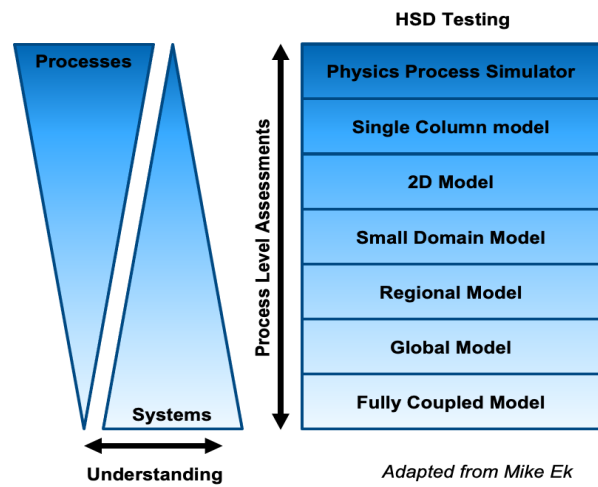 HSD Testing
Processes
Physics Process Simulator
Single Column model
2D Model
Small Domain Model
Regional Model
Global Model
Fully Coupled Model
Process Level Assessments
Systems
Understanding
Adapted from Mike Ek